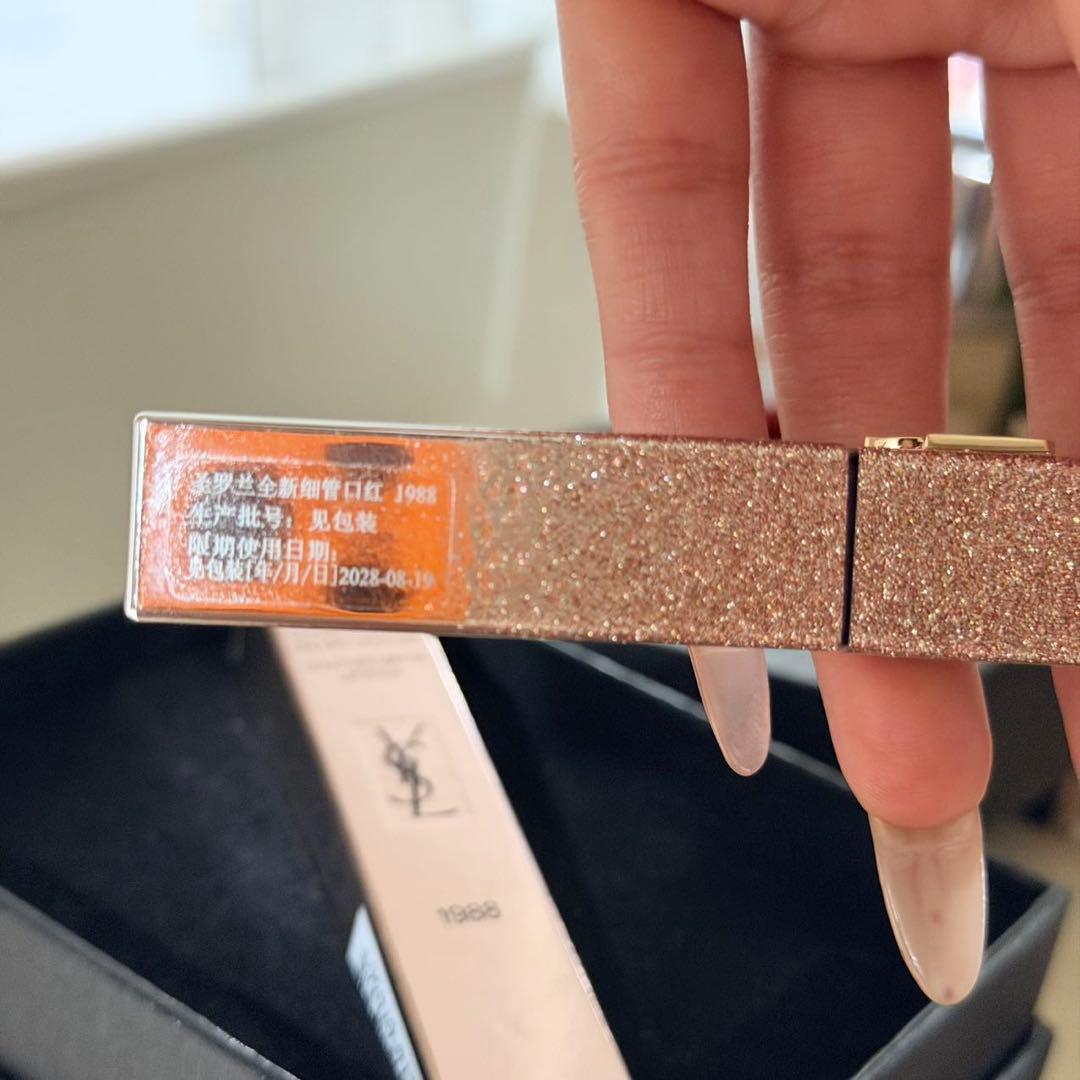 圣罗兰全新细管口红 1988
生产批号：见包装
限期使用日期：
见包装[年/月/日]2028-08-19
YSL
1988